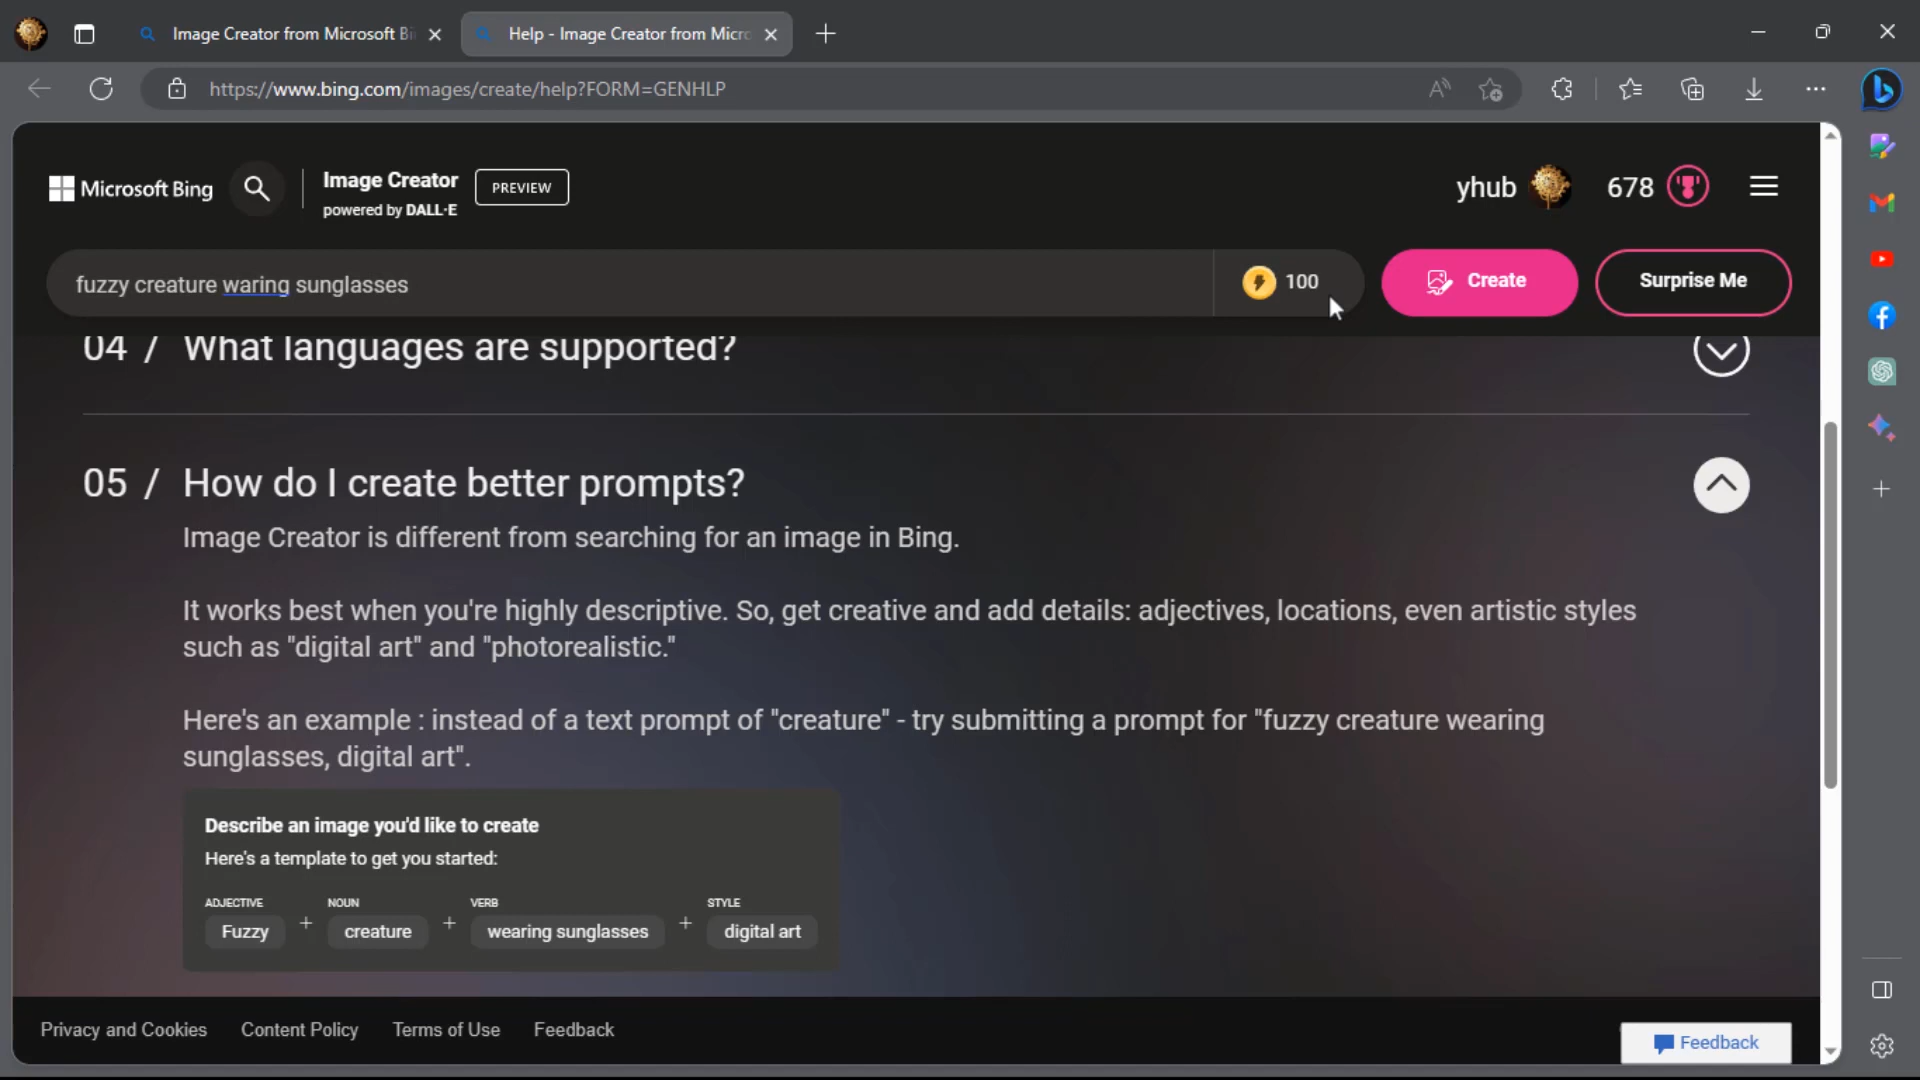 Image Creator from Microsoft Bi
Help - Image Creator from Micro
https://www.bing.com/images/create/help?FORM=GENHLP
Microsoft Bing
Image Creator
powered by DALL·E
PREVIEW
yhub
678
fuzzy creature waring sunglasses
100
Create
Surprise Me
04 / What languages are supported?
05 / How do I create better prompts?
Image Creator is different from searching for an image in Bing.
It works best when you're highly descriptive. So, get creative and add details: adjectives, locations, even artistic styles
such as "digital art" and "photorealistic."
Here's an example : instead of a text prompt of "creature" - try submitting a prompt for "fuzzy creature wearing
sunglasses, digital art".
Describe an image you'd like to create
Here's a template to get you started:
ADJECTIVE NOUN VERB STYLE
Fuzzy + creature + wearing sunglasses + digital art
Privacy and Cookies Content Policy Terms of Use Feedback
Feedback